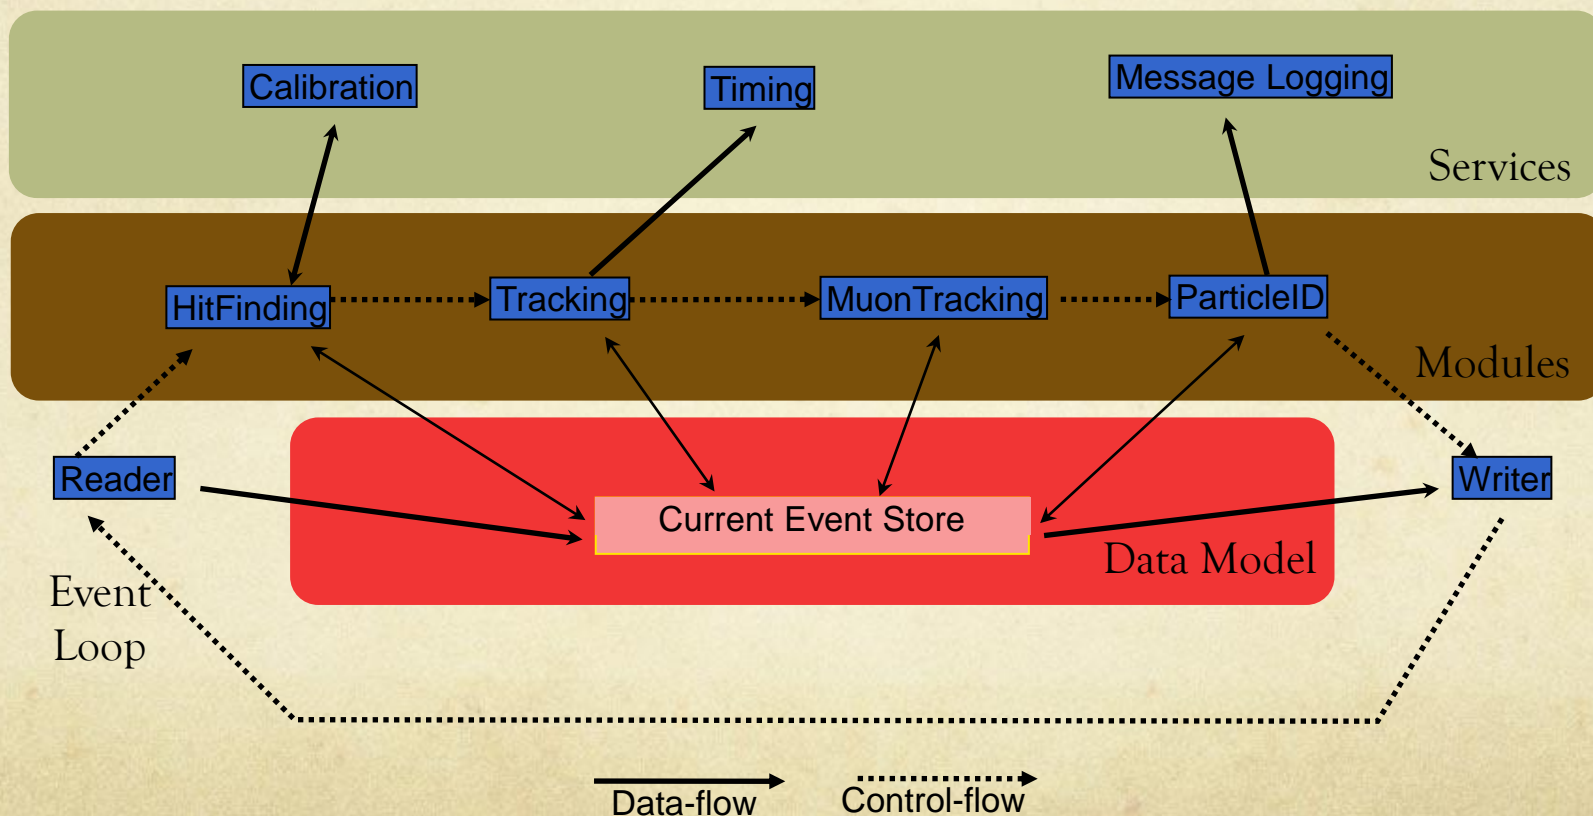 Calibration
Timing
Message Logging
Services
HitFinding
Tracking
MuonTracking
ParticleID
Modules
Reader
Current Event Store
Writer
Data Model
Event
Loop
Data-flow
Control-flow